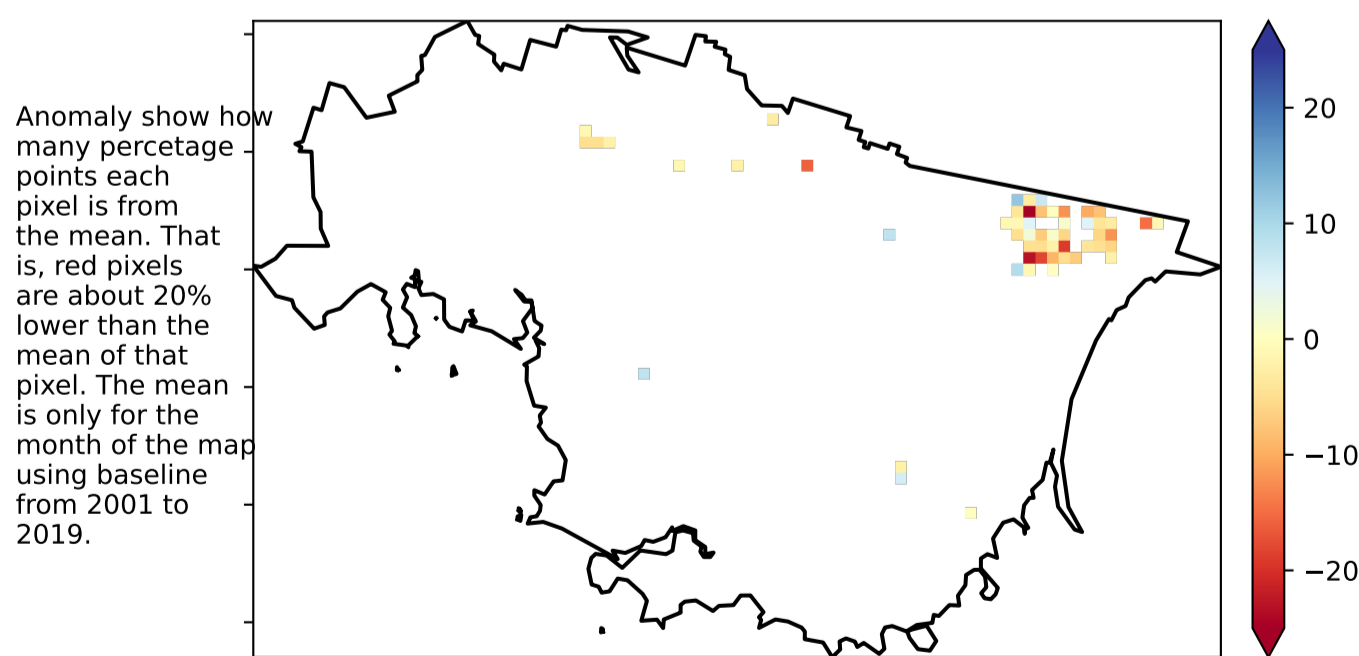 Anomaly show how
many percetage
points each
pixel is from
the mean. That
is, red pixels
are about 20%
lower than the
mean of that
pixel. The mean
is only for the
month of the map
using baseline
from 2001 to
2019.
20
10
0
−10
−20